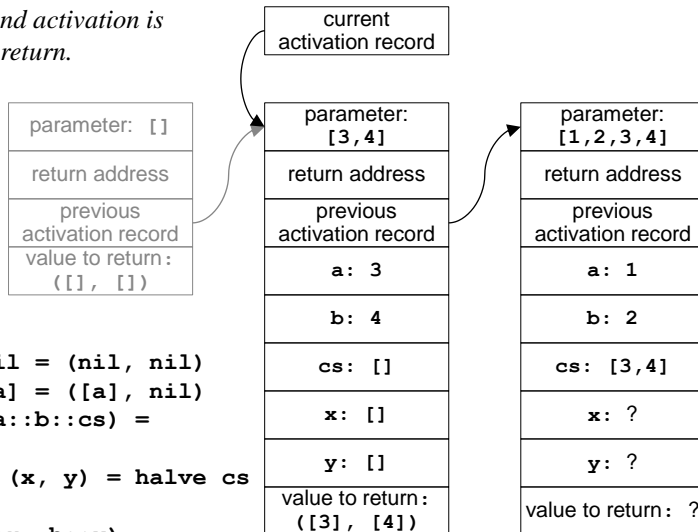 nd activation is
return.
current
activation record
parameter: []
return address
previous
activation record
value to return:
([], [])
parameter:
[3,4]
return address
previous
activation record
a: 3
b: 4
cs: []
x: []
y: []
value to return:
([3], [4])
parameter:
[1,2,3,4]
return address
previous
activation record
a: 1
b: 2
cs: [3,4]
x: ?
y: ?
value to return: ?
il = (nil, nil)
a] = ([a], nil)
a::b::cs) =
(x, y) = halve cs